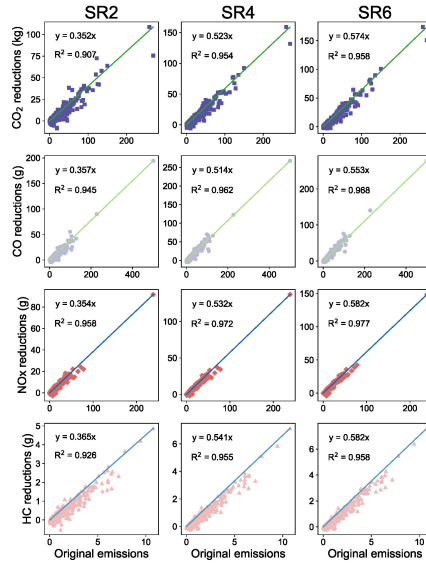 SR2 SR4 SR6
CO₂ reductions (kg)
y = 0.352x
R² = 0.907
100
75
50
25
0
0 100 200
y = 0.523x
R² = 0.954
150
100
50
0
0 100 200
y = 0.574x
R² = 0.958
150
100
50
0
0 100 200
CO reductions (g)
y = 0.357x
R² = 0.945
200
150
100
50
0
0 200 400
y = 0.514x
R² = 0.962
250
200
150
100
50
0
0 200 400
y = 0.553x
R² = 0.968
200
100
0
0 200 400
NOx reductions (g)
y = 0.354x
R² = 0.958
80
60
40
20
0
0 100 200
y = 0.532x
R² = 0.972
100
50
0
0 100 200
y = 0.582x
R² = 0.977
100
50
0
0 100 200
HC reductions (g)
y = 0.365x
R² = 0.926
5
4
3
2
1
0
0 5 10
y = 0.541x
R² = 0.955
6
4
2
0
0 5 10
y = 0.582x
R² = 0.958
6
4
2
0
0 5 10
Original emissions Original emissions Original emissions